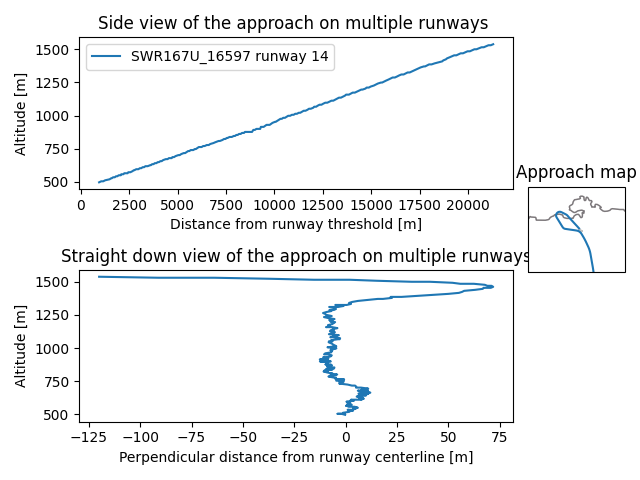 Side view of the approach on multiple runways
SWR167U_16597 runway 14
Altitude [m]
1500
1250
1000
750
500
0 2500 5000 7500 10000 12500 15000 17500 20000
Distance from runway threshold [m]
Approach map
Straight down view of the approach on multiple runways
Altitude [m]
1500
1250
1000
750
500
−125 −100 −75 −50 −25 0 25 50 75
Perpendicular distance from runway centerline [m]